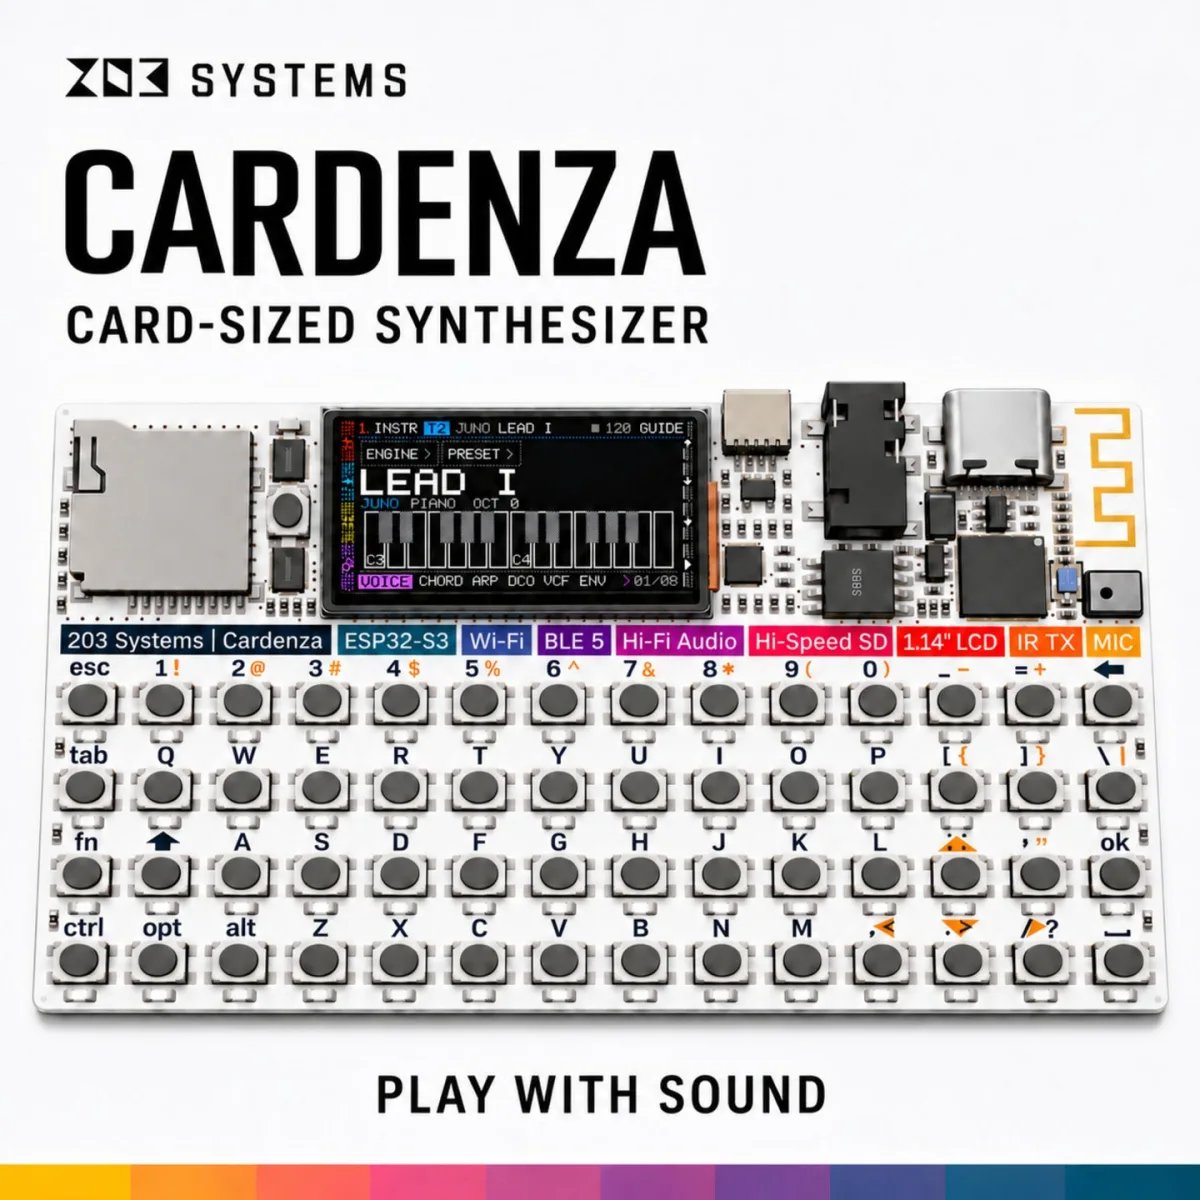 203 SYSTEMS
CARDENZA
CARD-SIZED SYNTHESIZER
1. INSTR T2 JUNO LEAD I ■ 120 GUIDE
ENGINE > PRESET >
LEAD I
JUNO PIANO OCT 0
C3 C4
VOICE CHORD ARP DCO VCF ENV >01/08
S8BS
203 Systems | Cardenza ESP32-S3 Wi-Fi BLE 5 Hi-Fi Audio Hi-Speed SD 1.14" LCD IR TX MIC
esc 1 ! 2 @ 3 # 4 $ 5 % 6 ^ 7 & 8 * 9 ( 0 ) _ - = +
tab Q W E R T Y U I O P [ { ] } \ |
fn A S D F G H J K L ; : ' " ok
ctrl opt alt Z X C V B N M , < . > / ?
PLAY WITH SOUND